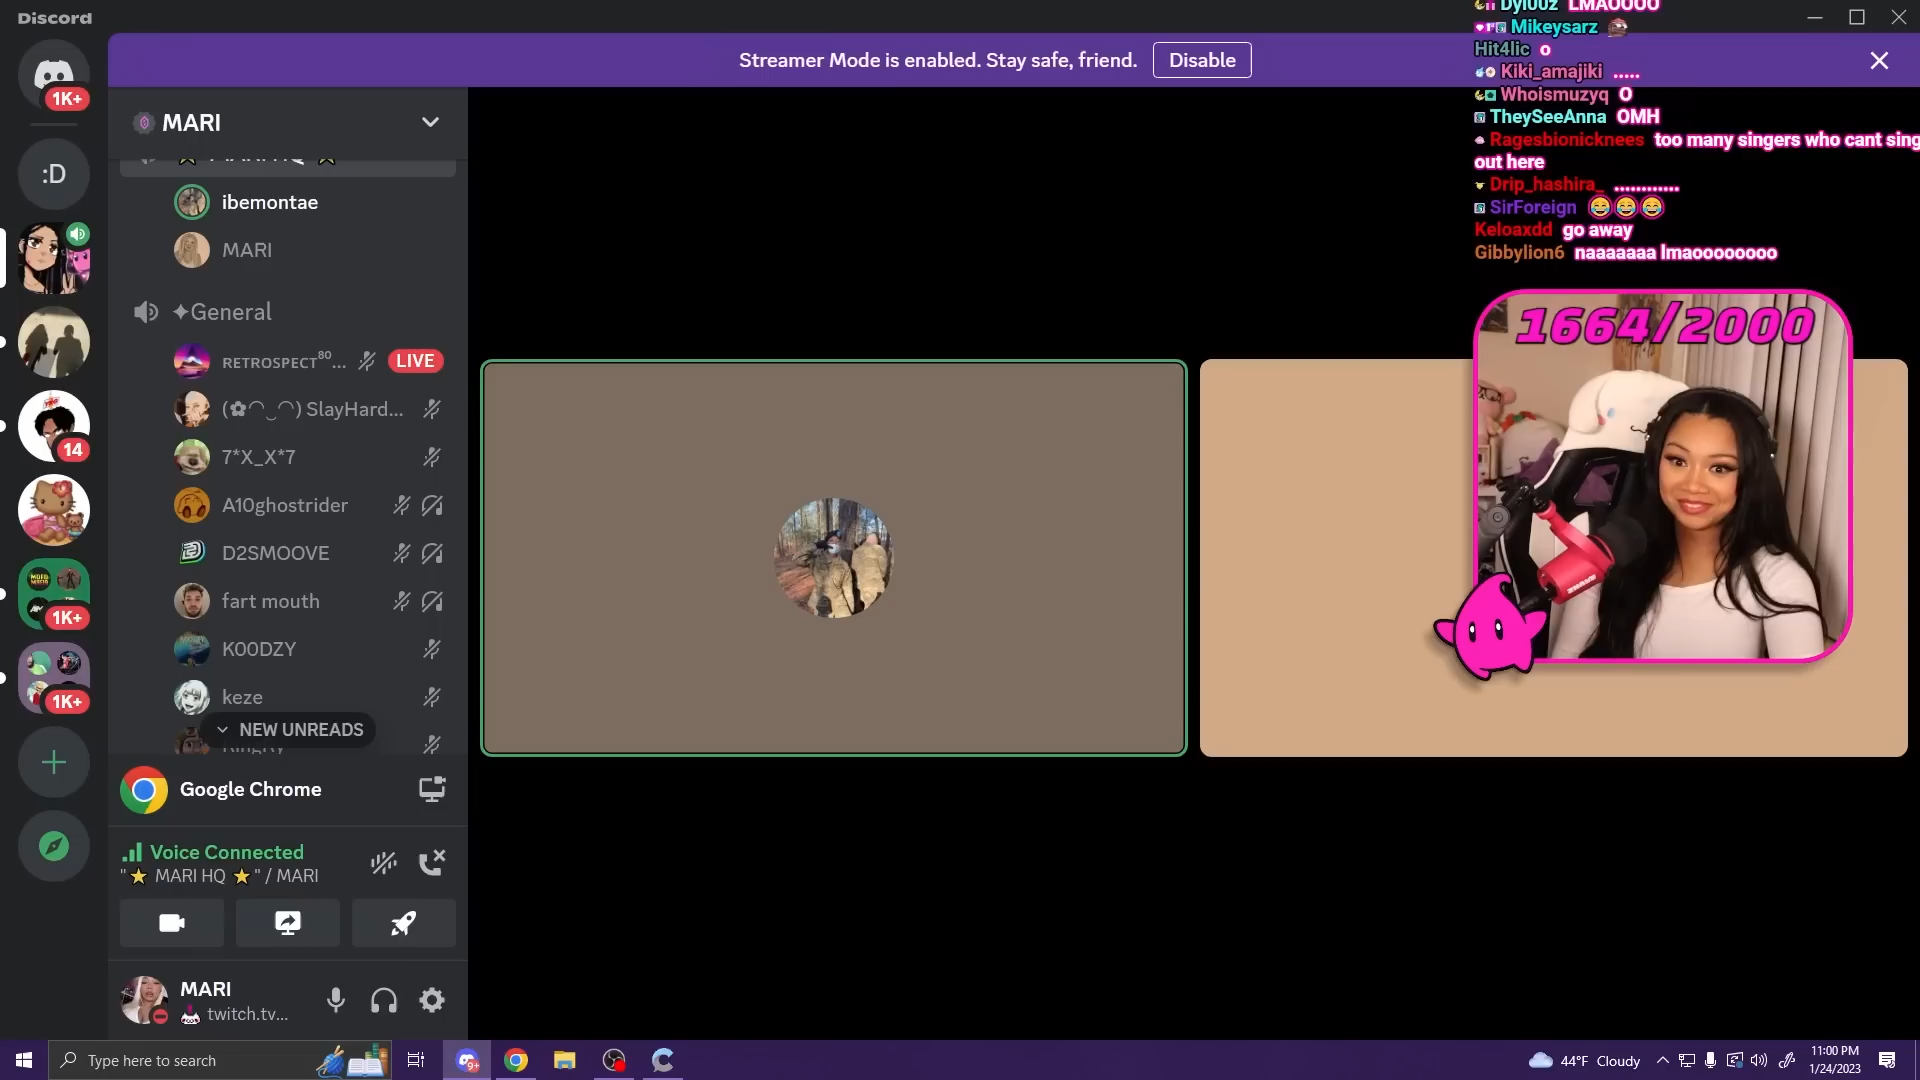 Discord
Streamer Mode is enabled. Stay safe, friend.
Disable
Dyl00z LMAOOOO
Mikeysarz
Hit4lic o
Kiki_amajiki .....
Whoismuzyq O
TheySeeAnna OMH
Ragesbionicknees too many singers who cant sing
out here
Drip_hashira_ ............
SirForeign 😂😂😂
Keloaxdd go away
Gibbylion6 naaaaaaa lmaooooooooo
1664/2000
1K+
:D
14
1K+
1K+
MARI
ibemontae
MARI
✦General
ʀᴇᴛʀᴏsᴘᴇᴄᴛ⁸⁰...
LIVE
(✿◠‿◠) SlayHard...
7*X_X*7
A10ghostrider
D2SMOOVE
fart mouth
K00DZY
keze
NEW UNREADS
Google Chrome
Voice Connected
"⭐ MARI HQ ⭐" / MARI
MARI
twitch.tv...
Type here to search
9+
44°F Cloudy
11:00 PM
1/24/2023